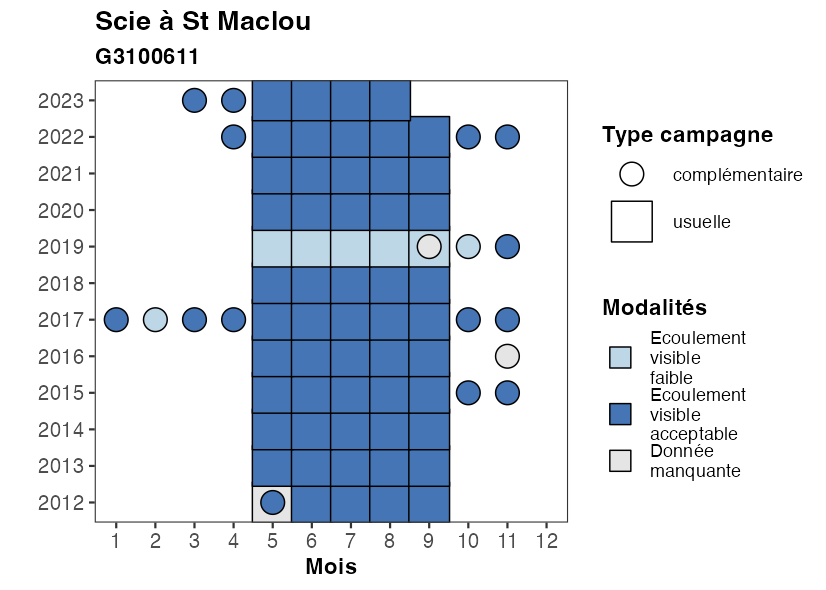 Scie à St Maclou
G3100611
2023
2022
2021
2020
2019
2018
2017
2016
2015
2014
2013
2012
1 2 3 4 5 6 7 8 9 10 11 12
Mois
Type campagne
complémentaire
usuelle
Modalités
Ecoulement
visible
faible
Ecoulement
visible
acceptable
Donnée
manquante